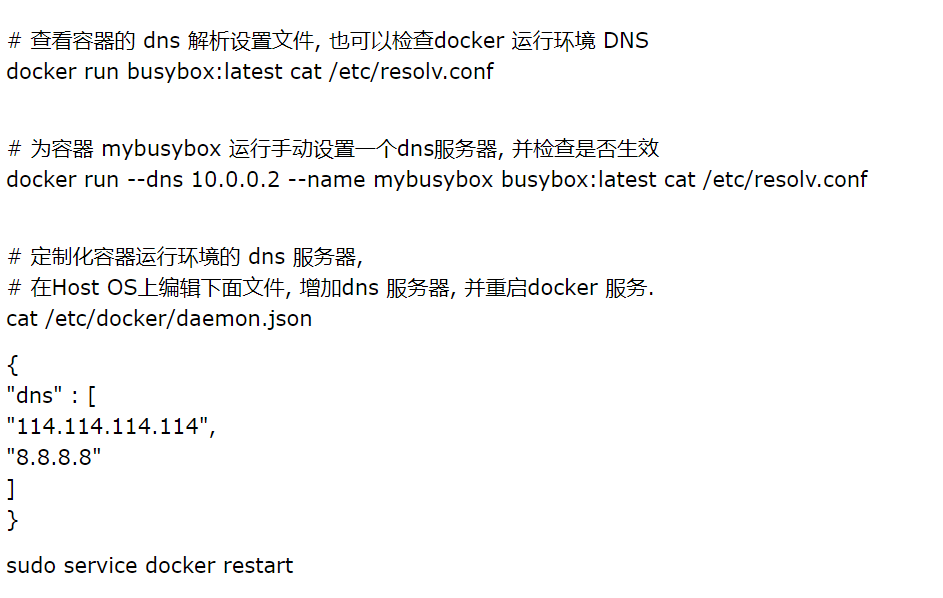 # 查看容器的 dns 解析设置文件, 也可以检查docker 运行环境 DNS
docker run busybox:latest cat /etc/resolv.conf
# 为容器 mybusybox 运行手动设置一个dns服务器, 并检查是否生效
docker run --dns 10.0.0.2 --name mybusybox busybox:latest cat /etc/resolv.conf
# 定制化容器运行环境的 dns 服务器,
# 在Host OS上编辑下面文件, 增加dns 服务器, 并重启docker 服务.
cat /etc/docker/daemon.json
{
"dns" : [
"114.114.114.114",
"8.8.8.8"
]
}
sudo service docker restart